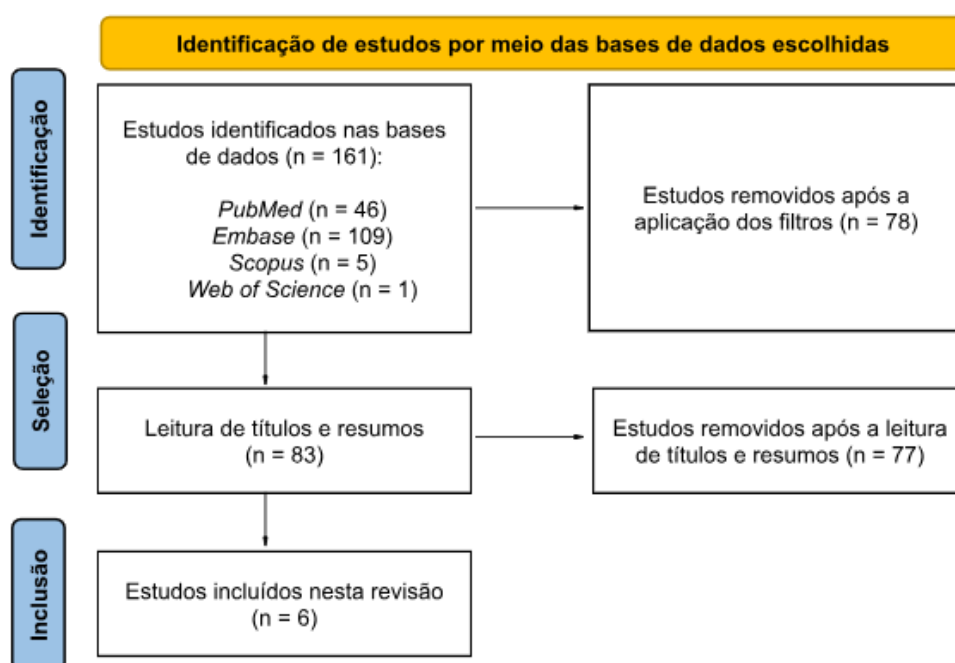 Identificação de estudos por meio das bases de dados escolhidas
Identificação
Estudos identificados nas bases
de dados (n = 161):
PubMed (n = 46)
Embase (n = 109)
Scopus (n = 5)
Web of Science (n = 1)
Estudos removidos após a
aplicação dos filtros (n = 78)
Seleção
Leitura de títulos e resumos
(n = 83)
Estudos removidos após a leitura
de títulos e resumos (n = 77)
Inclusão
Estudos incluídos nesta revisão
(n = 6)